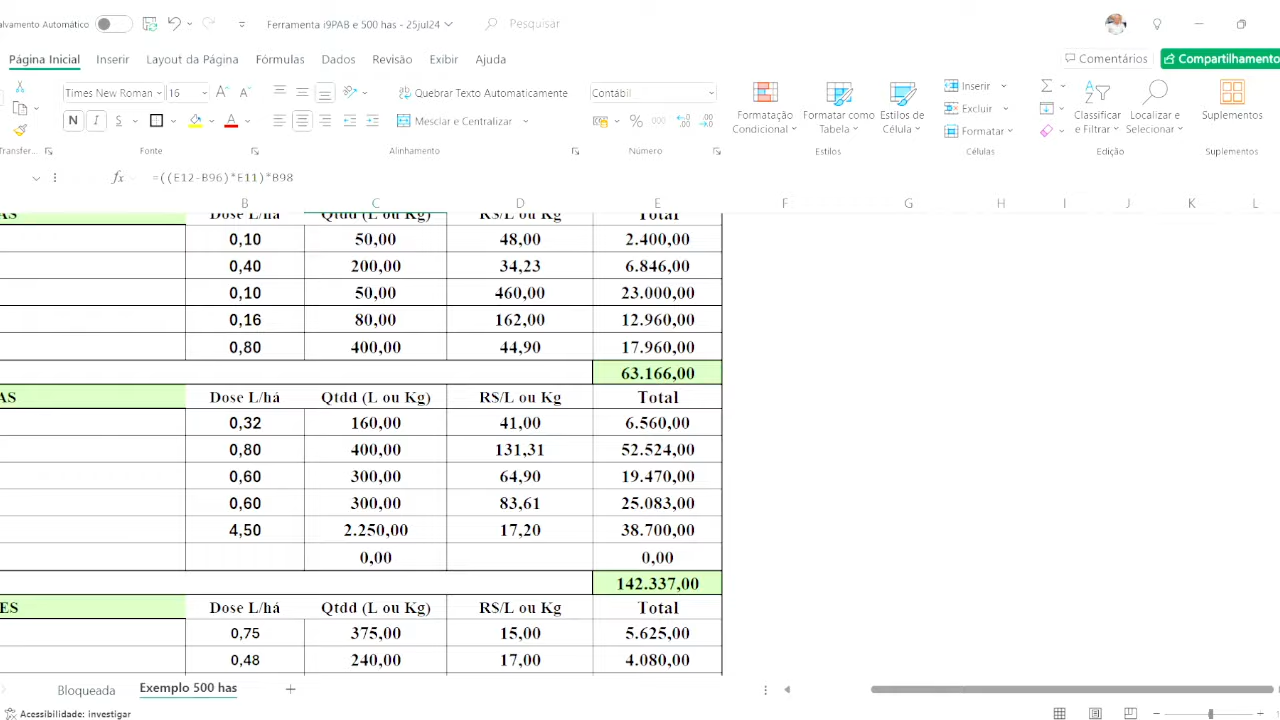 alvamento Automático Ferramenta i9PAB e 500 has - 25jul24 Pesquisar
Página Inicial Inserir Layout da Página Fórmulas Dados Revisão Exibir Ajuda Comentários Compartilhamento
Times New Roman 16 Quebrar Texto Automaticamente Contábil Inserir
N I S A Mesclar e Centralizar % 000 Formatação Condicional Formatar como Tabela Estilos de Célula Excluir Formatar Classificar e Filtrar Localizar e Selecionar Suplementos
Transfer... Fonte Alinhamento Número Estilos Células Edição Suplementos
fx =((E12-B96)*E11)*B98
B C D E F G H I J K L
AS Dose L/há Qtdd (L ou Kg) RS/L ou Kg Total
0,10 50,00 48,00 2.400,00
0,40 200,00 34,23 6.846,00
0,10 50,00 460,00 23.000,00
0,16 80,00 162,00 12.960,00
0,80 400,00 44,90 17.960,00
63.166,00
AS Dose L/há Qtdd (L ou Kg) RS/L ou Kg Total
0,32 160,00 41,00 6.560,00
0,80 400,00 131,31 52.524,00
0,60 300,00 64,90 19.470,00
0,60 300,00 83,61 25.083,00
4,50 2.250,00 17,20 38.700,00
0,00 0,00
142.337,00
ES Dose L/há Qtdd (L ou Kg) RS/L ou Kg Total
0,75 375,00 15,00 5.625,00
0,48 240,00 17,00 4.080,00
Bloqueada Exemplo 500 has
Acessibilidade: investigar